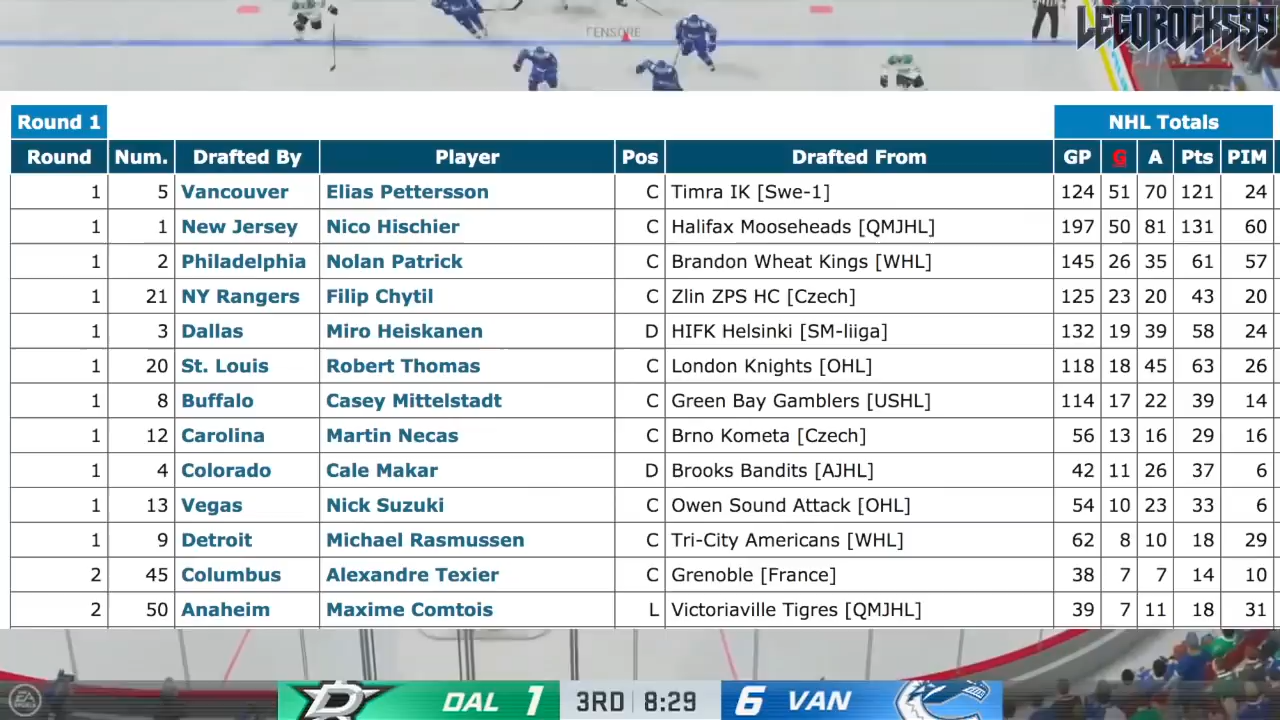 LEGOROCKS99
FENSORE
Round 1 NHL Totals
Round Num. Drafted By Player Pos Drafted From GP G A Pts PIM
1 5 Vancouver Elias Pettersson C Timra IK [Swe-1] 124 51 70 121 24
1 1 New Jersey Nico Hischier C Halifax Mooseheads [QMJHL] 197 50 81 131 60
1 2 Philadelphia Nolan Patrick C Brandon Wheat Kings [WHL] 145 26 35 61 57
1 21 NY Rangers Filip Chytil C Zlin ZPS HC [Czech] 125 23 20 43 20
1 3 Dallas Miro Heiskanen D HIFK Helsinki [SM-liiga] 132 19 39 58 24
1 20 St. Louis Robert Thomas C London Knights [OHL] 118 18 45 63 26
1 8 Buffalo Casey Mittelstadt C Green Bay Gamblers [USHL] 114 17 22 39 14
1 12 Carolina Martin Necas C Brno Kometa [Czech] 56 13 16 29 16
1 4 Colorado Cale Makar D Brooks Bandits [AJHL] 42 11 26 37 6
1 13 Vegas Nick Suzuki C Owen Sound Attack [OHL] 54 10 23 33 6
1 9 Detroit Michael Rasmussen C Tri-City Americans [WHL] 62 8 10 18 29
2 45 Columbus Alexandre Texier C Grenoble [France] 38 7 7 14 10
2 50 Anaheim Maxime Comtois L Victoriaville Tigres [QMJHL] 39 7 11 18 31
EA SPORTS
DAL 1 3RD 8:29 6 VAN